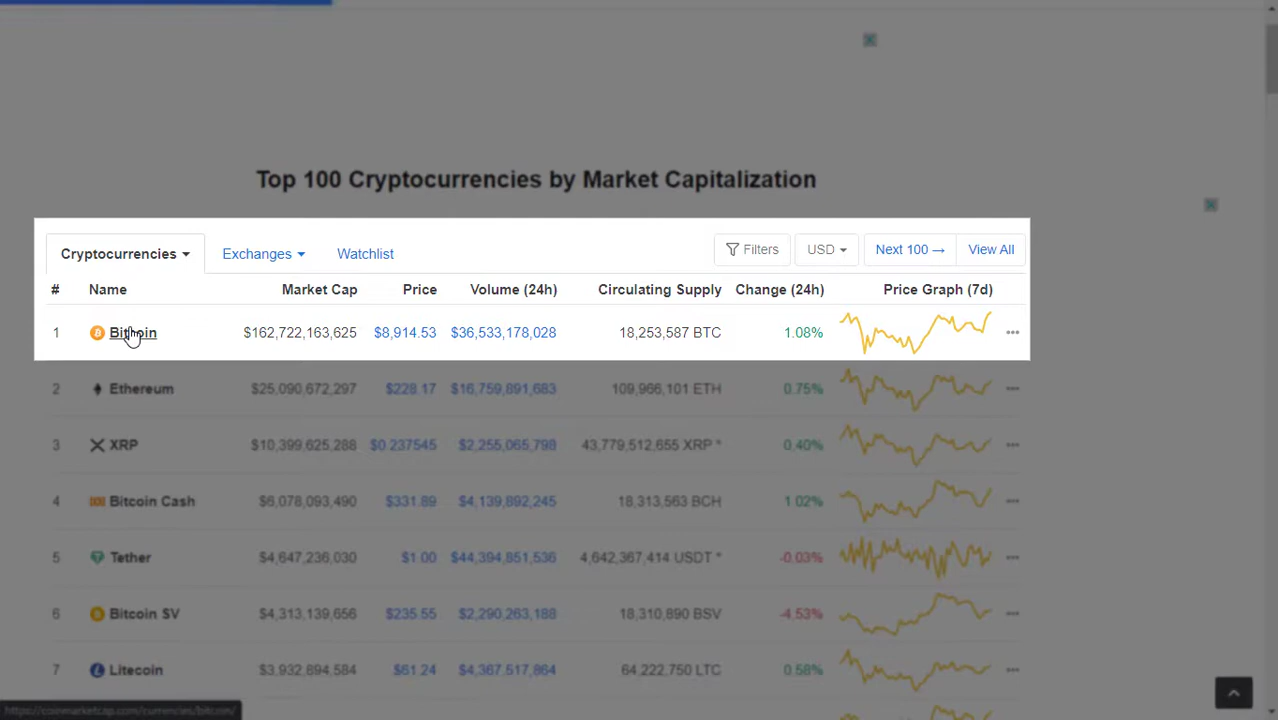 Top 100 Cryptocurrencies by Market Capitalization
Cryptocurrencies Exchanges Watchlist Filters USD Next 100 → View All
# Name Market Cap Price Volume (24h) Circulating Supply Change (24h) Price Graph (7d)
1 Bitcoin $162,722,163,625 $8,914.53 $36,533,178,028 18,253,587 BTC 1.08%
2 Ethereum $25,090,672,297 $228.17 $16,759,891,683 109,966,101 ETH 0.75%
3 XRP $10,399,625,288 $0.237545 $2,255,065,798 43,779,512,655 XRP * 0.40%
4 Bitcoin Cash $6,078,093,490 $331.89 $4,139,892,245 18,313,563 BCH 1.02%
5 Tether $4,647,236,030 $1.00 $44,394,851,536 4,642,367,414 USDT * -0.03%
6 Bitcoin SV $4,313,139,656 $235.55 $2,290,263,188 18,310,890 BSV -4.53%
7 Litecoin $3,932,894,584 $61.24 $4,367,517,864 64,222,750 LTC 0.58%
https://coinmarketcap.com/currencies/bitcoin/